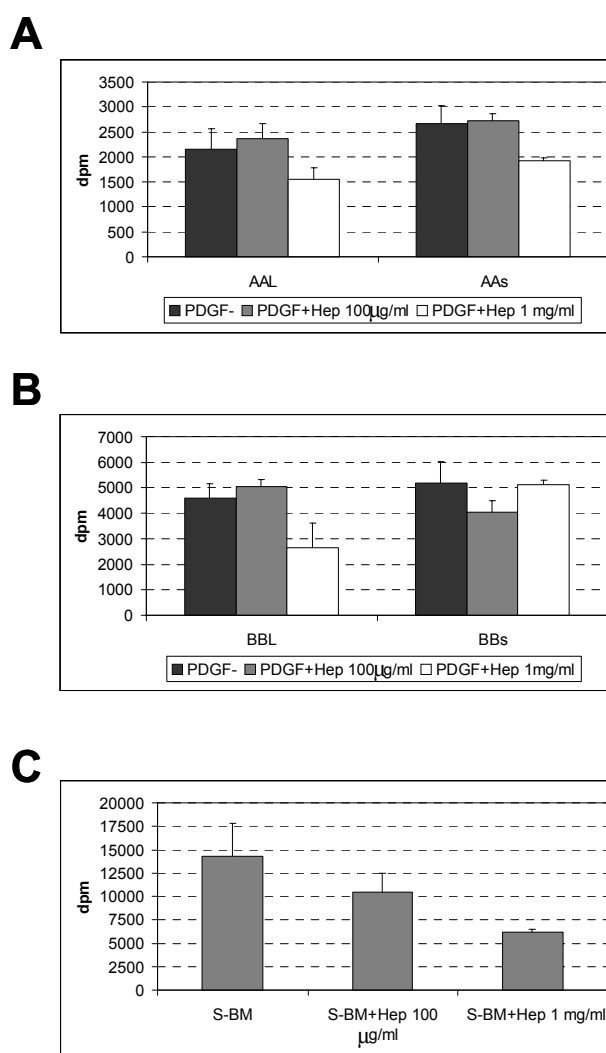 A
3500
3000
2500
2000
1500
1000
500
0
dpm
AAL AAs
PDGF- PDGF+Hep 100µg/ml PDGF+Hep 1 mg/ml
B
7000
6000
5000
4000
3000
2000
1000
0
dpm
BBL BBs
PDGF- PDGF+Hep 100µg/ml PDGF+Hep 1mg/ml
C
20000
17500
15000
12500
10000
7500
5000
2500
0
dpm
S-BM S-BM+Hep 100 S-BM+Hep 1 mg/ml
µg/ml